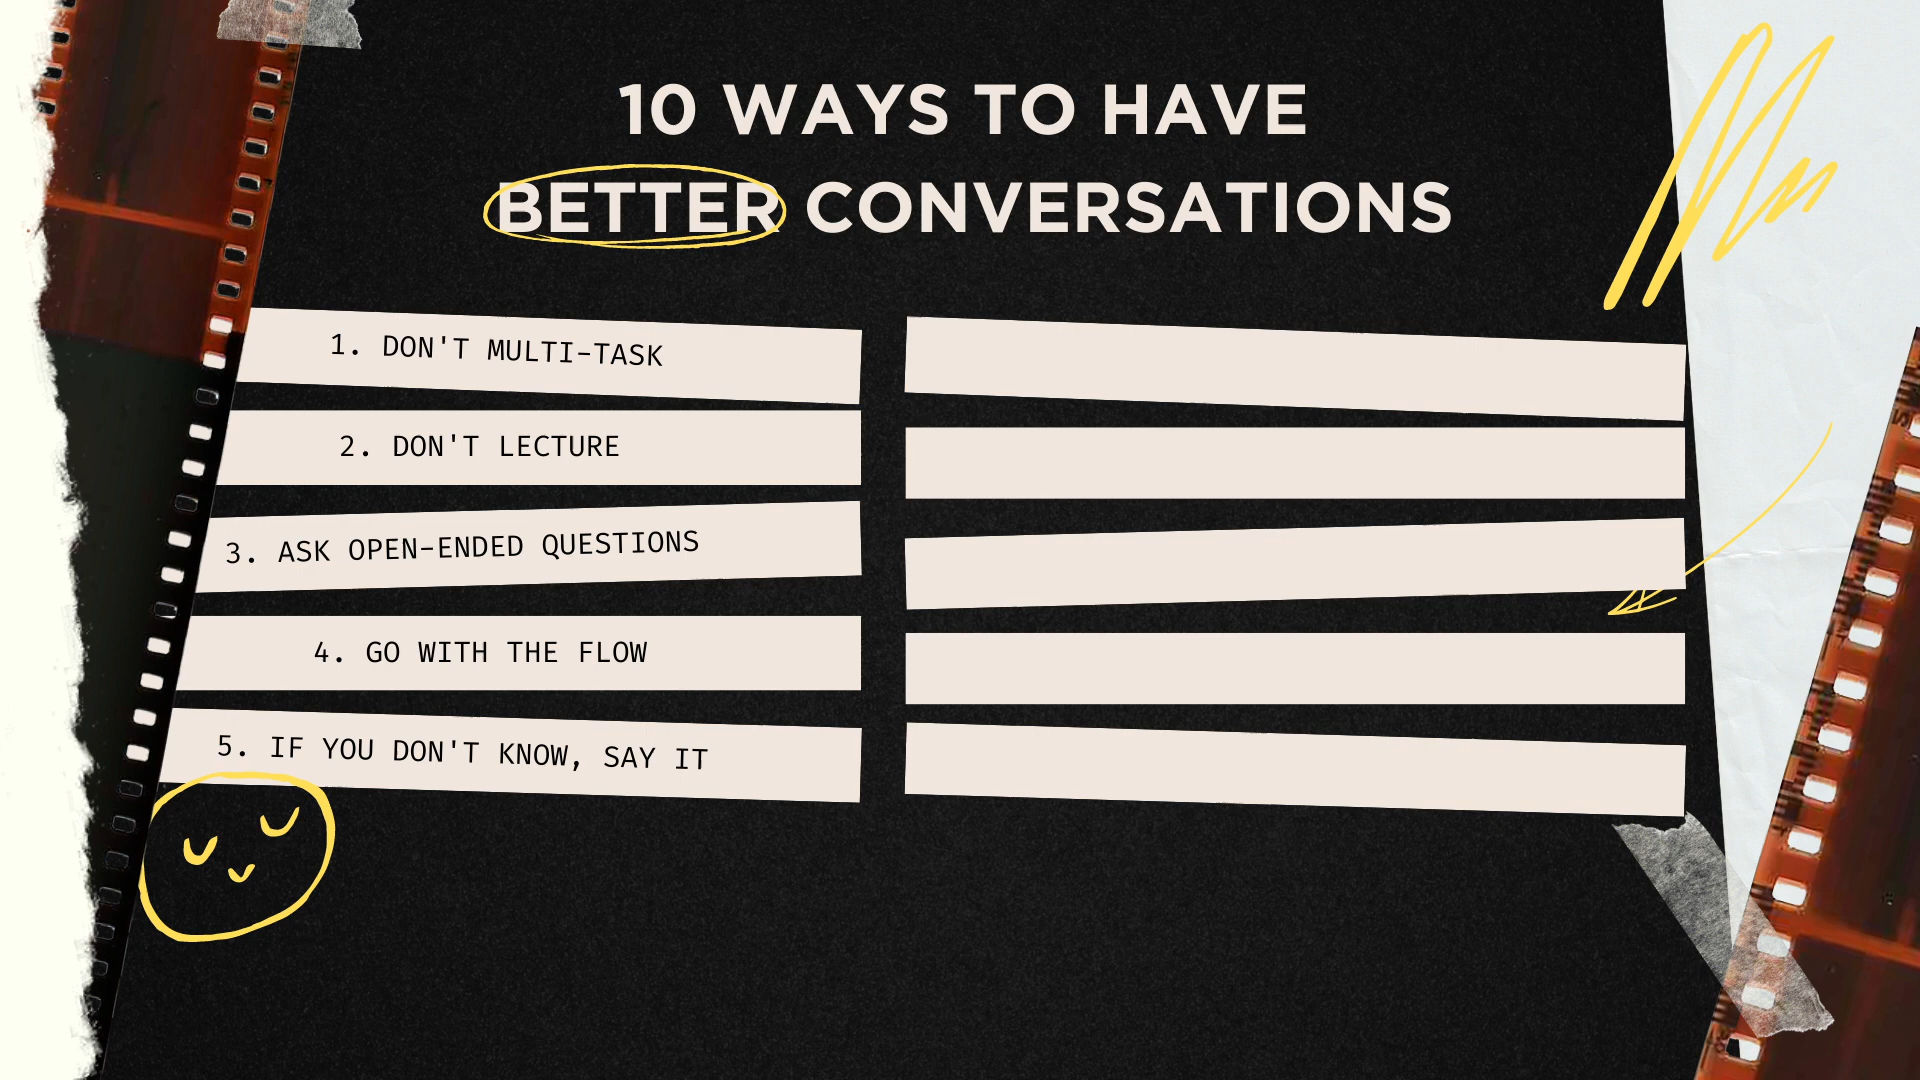 10 WAYS TO HAVE
BETTER CONVERSATIONS
1. DON'T MULTI-TASK
2. DON'T LECTURE
3. ASK OPEN-ENDED QUESTIONS
4. GO WITH THE FLOW
5. IF YOU DON'T KNOW, SAY IT